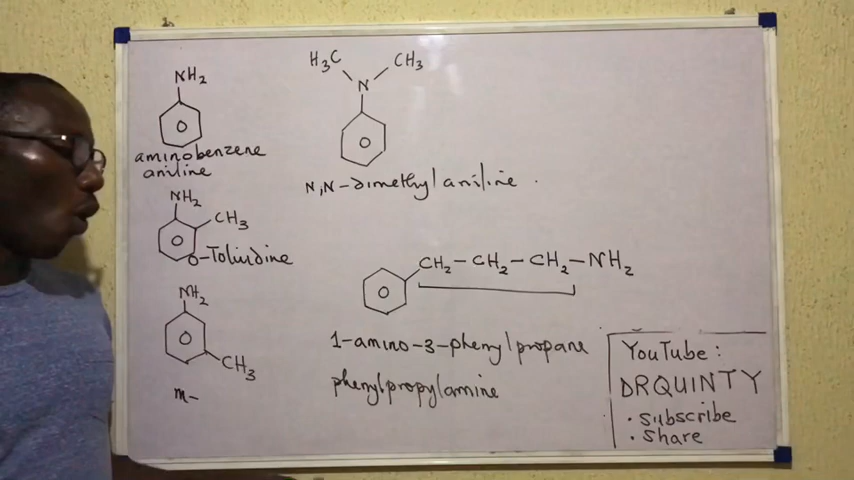 NH2
aminobenzene
aniline
NH2
CH3
o-Toluidine
NH2
CH3
m-
H3C
CH3
N
N,N-dimethylaniline
CH2-CH2-CH2-NH2
1-amino-3-phenylpropane
phenylpropylamine
YouTube:
DRQUINTY
• subscribe
• share